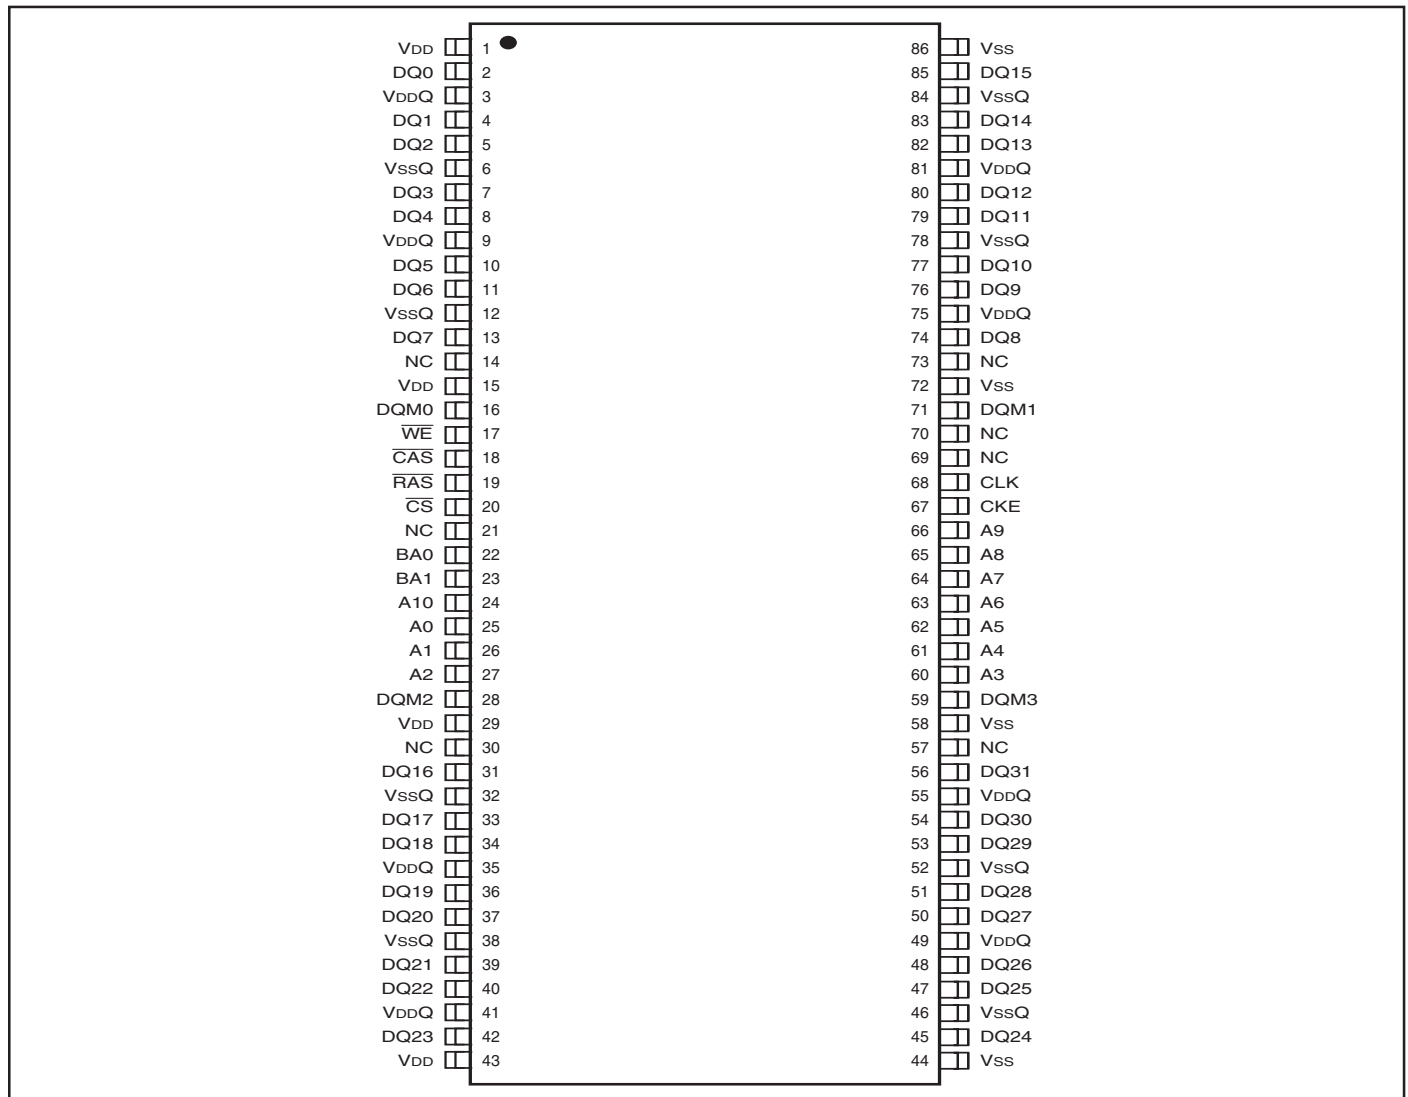 VDD 1 86 VSS
DQ0 2 85 DQ15
VDDQ 3 84 VSSQ
DQ1 4 83 DQ14
DQ2 5 82 DQ13
VSSQ 6 81 VDDQ
DQ3 7 80 DQ12
DQ4 8 79 DQ11
VDDQ 9 78 VSSQ
DQ5 10 77 DQ10
DQ6 11 76 DQ9
VSSQ 12 75 VDDQ
DQ7 13 74 DQ8
NC 14 73 NC
VDD 15 72 VSS
DQM0 16 71 DQM1
W̅E̅ 17 70 NC
C̅A̅S̅ 18 69 NC
R̅A̅S̅ 19 68 CLK
C̅S̅ 20 67 CKE
NC 21 66 A9
BA0 22 65 A8
BA1 23 64 A7
A10 24 63 A6
A0 25 62 A5
A1 26 61 A4
A2 27 60 A3
DQM2 28 59 DQM3
VDD 29 58 VSS
NC 30 57 NC
DQ16 31 56 DQ31
VSSQ 32 55 VDDQ
DQ17 33 54 DQ30
DQ18 34 53 DQ29
VDDQ 35 52 VSSQ
DQ19 36 51 DQ28
DQ20 37 50 DQ27
VSSQ 38 49 VDDQ
DQ21 39 48 DQ26
DQ22 40 47 DQ25
VDDQ 41 46 VSSQ
DQ23 42 45 DQ24
VDD 43 44 VSS